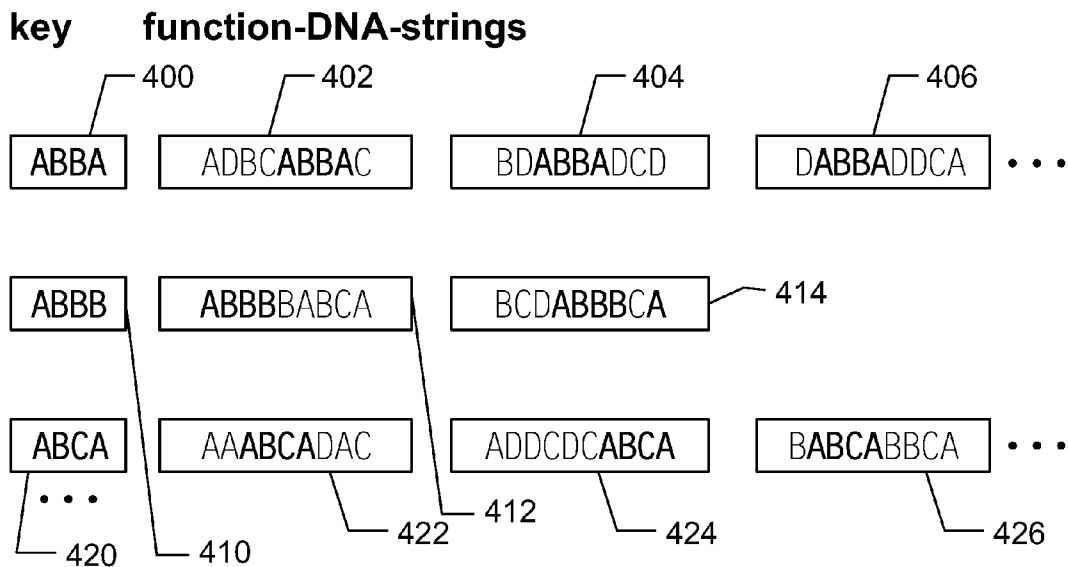 key function-DNA-strings
400 402 404 406
ABBA ADBCABBAC BDABBADCD DABBADDCA • • •
ABBB ABBBBABCA BCDABBBCA 414
ABCA AAABCADAC ADDCDCABCA BABCABBCA • • •
• • •
420 410 422 412 424 426